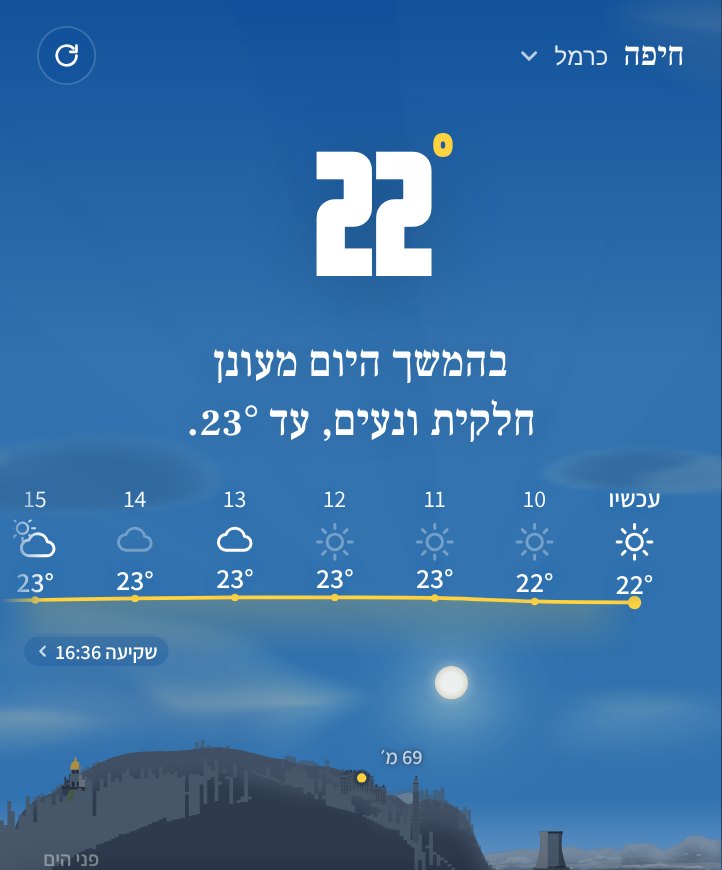 חיפה כרמל
22°
בהמשך היום מעונן
חלקית ונעים, עד 23°.
עכשיו 10 11 12 13 14 15
22° 22° 23° 23° 23° 23° 23°
שקיעה 16:36
69 מ׳
פני הים